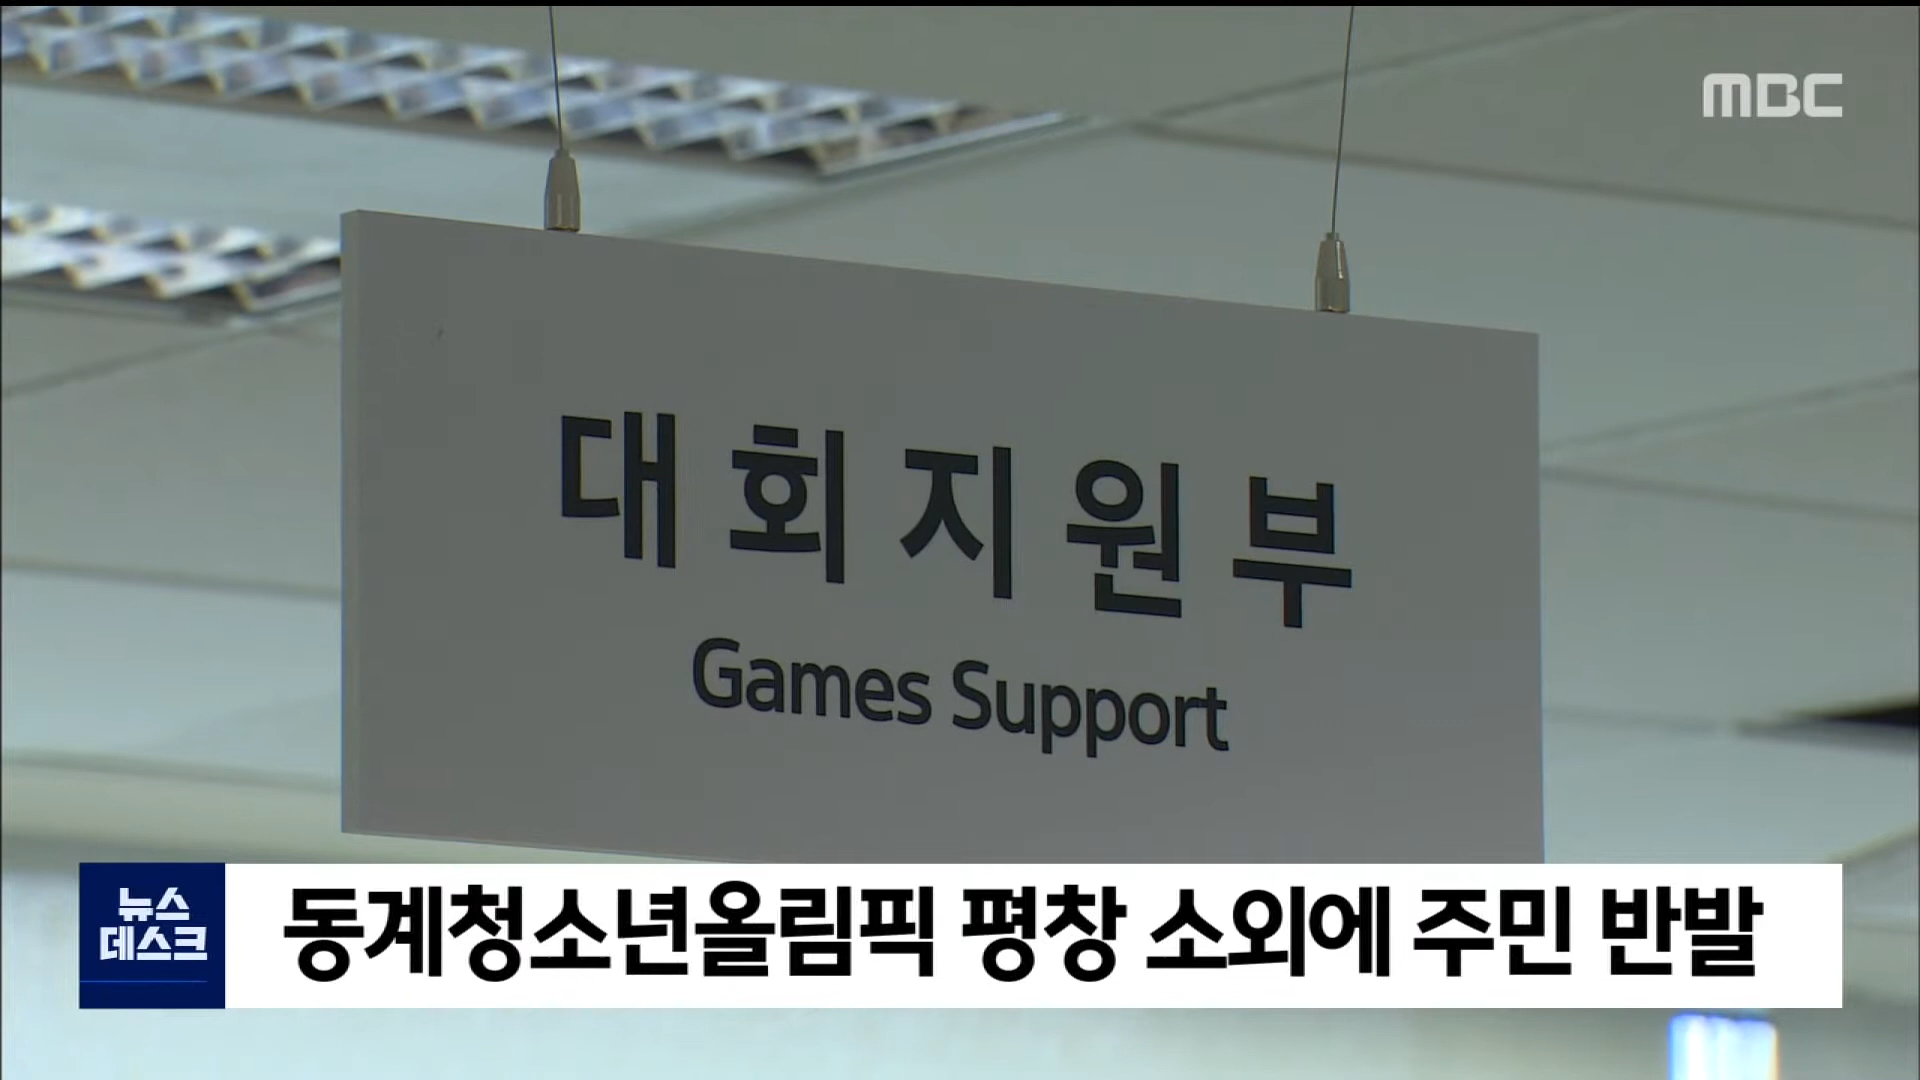 MBC
대회지원부
Games Support
뉴스
데스크
동계청소년올림픽 평창 소외에 주민 반발